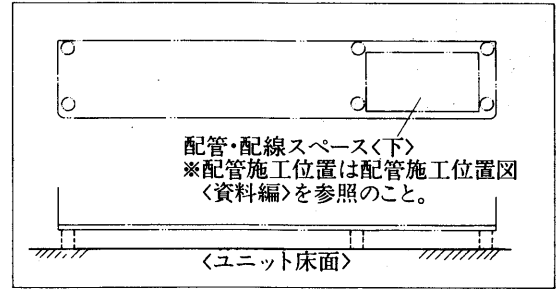 配管・配線スペース〈下〉
※配管施工位置は配管施工位置図
〈資料編〉を参照のこと。
〈ユニット床面〉